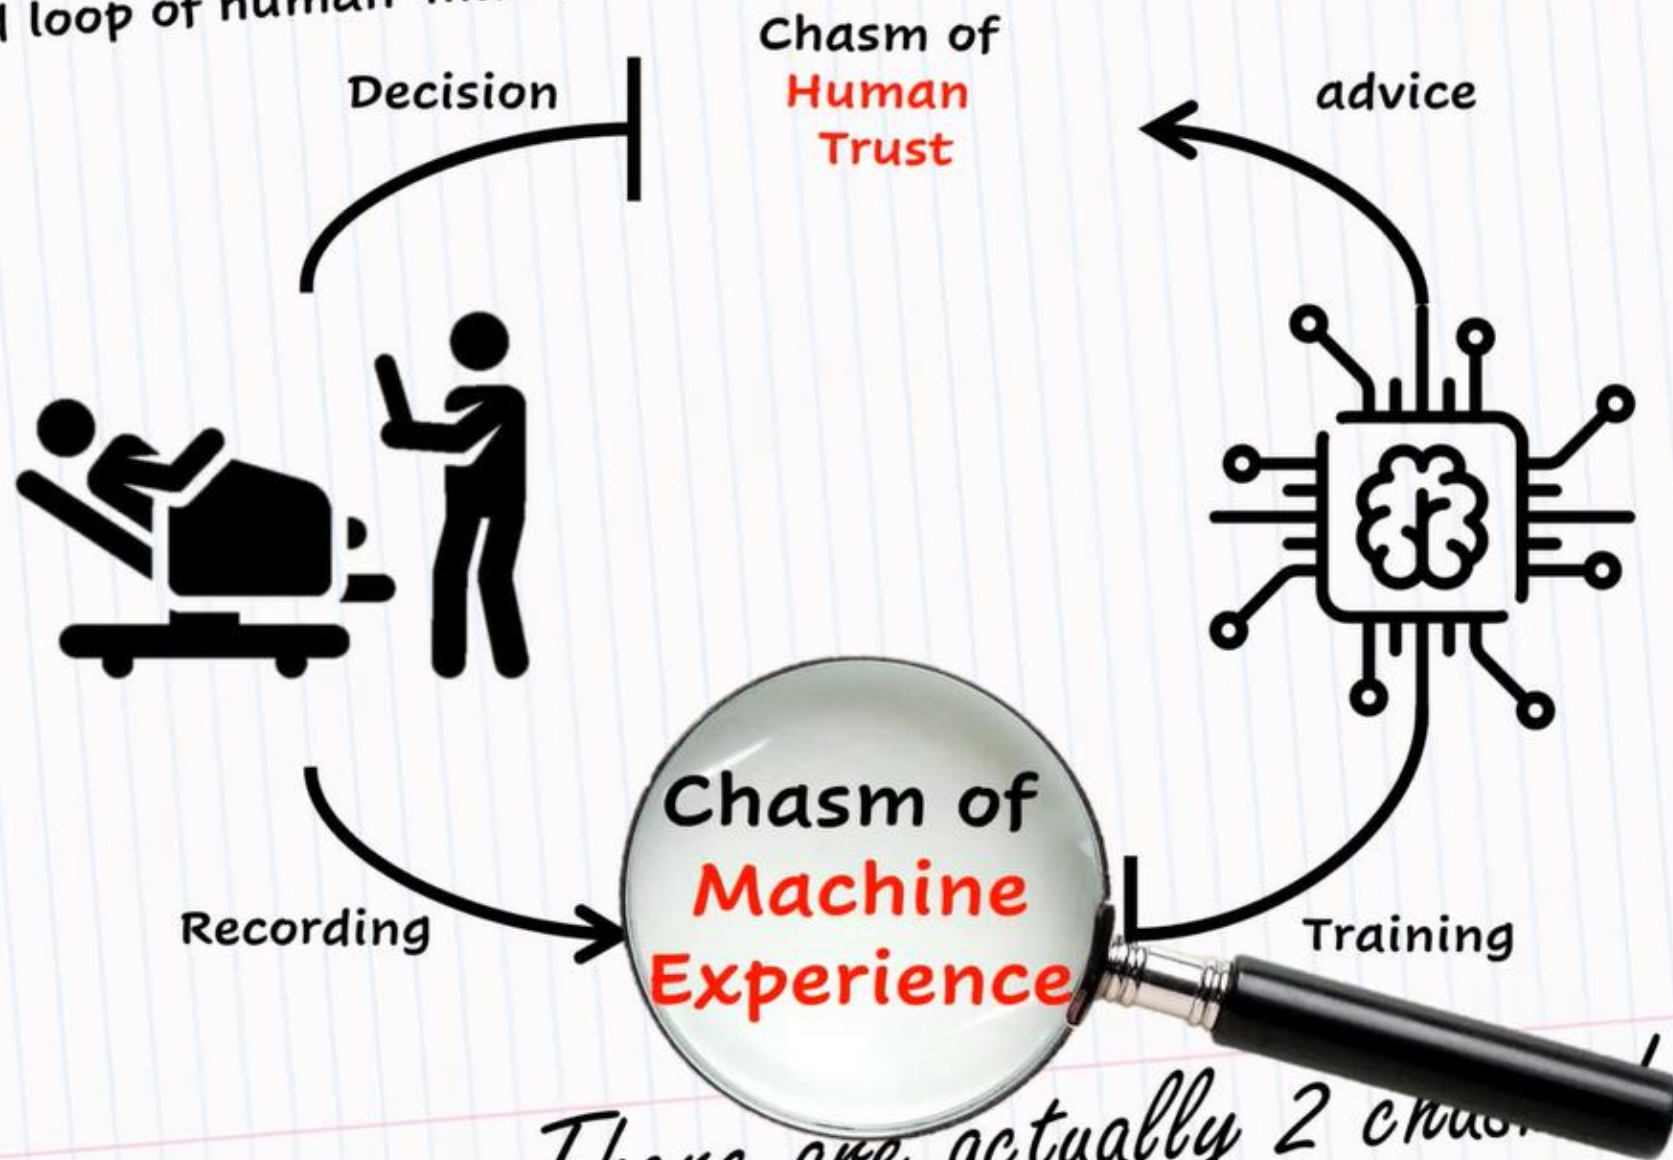 loop of human
Chasm of
Human
Trust
Decision
advice
Chasm of
Machine
Experience
Recording
Training
There are actually 2